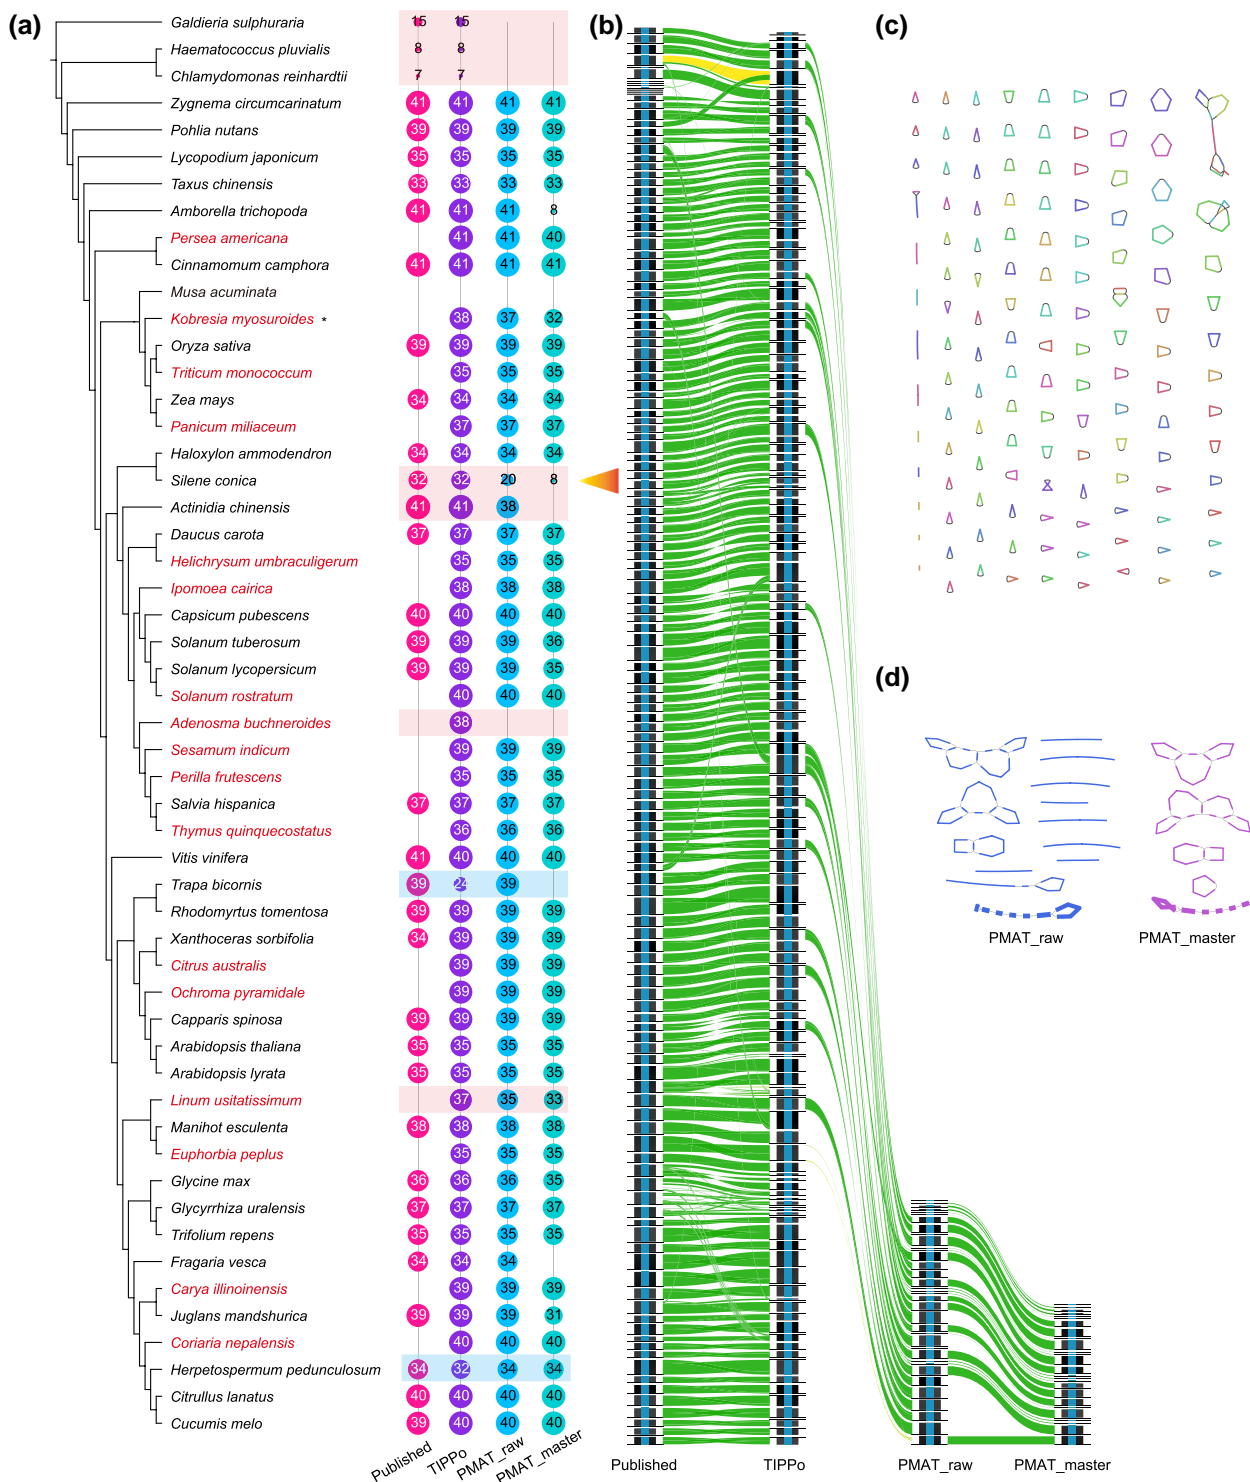 (a)
Galdieria sulphuraria 15 15
Haematococcus pluvialis 8 8
Chlamydomonas reinhardtii 7 7
Zygnema circumcarinatum 41 41 41 41
Pohlia nutans 39 39 39 39
Lycopodium japonicum 35 35 35 35
Taxus chinensis 33 33 33 33
Amborella trichopoda 41 41 41 8
Persea americana 41 41 40
Cinnamomum camphora 41 41 41 41
Musa acuminata
Kobresia myosuroides * 38 37 32
Oryza sativa 39 39 39 39
Triticum monococcum 35 35 35
Zea mays 34 34 34 34
Panicum miliaceum 37 37 37
Haloxylon ammodendron 34 34 34 34
Silene conica 32 32 20 8
Actinidia chinensis 41 41 38
Daucus carota 37 37 37 37
Helichrysum umbraculigerum 35 35 35
Ipomoea cairica 38 38 38
Capsicum pubescens 40 40 40 40
Solanum tuberosum 39 39 39 36
Solanum lycopersicum 39 39 39 35
Solanum rostratum 40 40 40
Adenosma buchneroides 38
Sesamum indicum 39 39 39
Perilla frutescens 35 35 35
Salvia hispanica 37 37 37 37
Thymus quinquecostatus 36 36 36
Vitis vinifera 41 40 40 40
Trapa bicornis 39 24 39
Rhodomyrtus tomentosa 39 39 39 39
Xanthoceras sorbifolia 34 39 39 39
Citrus australis 39 39 39
Ochroma pyramidale 39 39 39
Capparis spinosa 39 39 39 39
Arabidopsis thaliana 35 35 35 35
Arabidopsis lyrata 35 35 35 35
Linum usitatissimum 37 35 33
Manihot esculenta 38 38 38 38
Euphorbia peplus 35 35 35
Glycine max 36 36 36 35
Glycyrrhiza uralensis 37 37 37 37
Trifolium repens 35 35 35 35
Fragaria vesca 34 34 34
Carya illinoinensis 39 39 39
Juglans mandshurica 39 39 39 31
Coriaria nepalensis 40 40 40
Herpetospermum pedunculosum 34 32 34 34
Citrullus lanatus 40 40 40 40
Cucumis melo 39 40 40 40
Published TIPPo PMAT_raw PMAT_master
(b)
Published TIPPo PMAT_raw PMAT_master
(c)
(d)
PMAT_raw PMAT_master